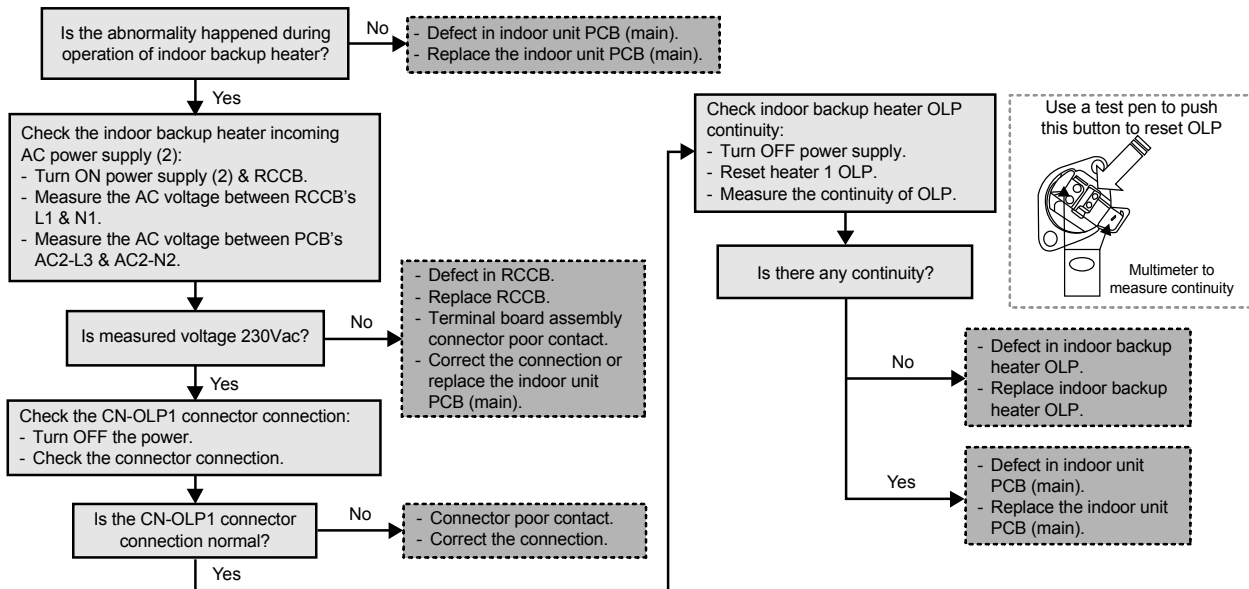 Is the abnormality happened during
operation of indoor backup heater?
No
- Defect in indoor unit PCB (main).
- Replace the indoor unit PCB (main).
Yes
Check the indoor backup heater incoming
AC power supply (2):
- Turn ON power supply (2) & RCCB.
- Measure the AC voltage between RCCB's
L1 & N1.
- Measure the AC voltage between PCB's
AC2-L3 & AC2-N2.
Is measured voltage 230Vac?
No
- Defect in RCCB.
- Replace RCCB.
- Terminal board assembly
connector poor contact.
- Correct the connection or
replace the indoor unit
PCB (main).
Yes
Check the CN-OLP1 connector connection:
- Turn OFF the power.
- Check the connector connection.
Is the CN-OLP1 connector
connection normal?
No
- Connector poor contact.
- Correct the connection.
Yes
Check indoor backup heater OLP
continuity:
- Turn OFF power supply.
- Reset heater 1 OLP.
- Measure the continuity of OLP.
Is there any continuity?
No
- Defect in indoor backup
heater OLP.
- Replace indoor backup
heater OLP.
Yes
- Defect in indoor unit
PCB (main).
- Replace the indoor unit
PCB (main).
Use a test pen to push
this button to reset OLP
Multimeter to
measure continuity